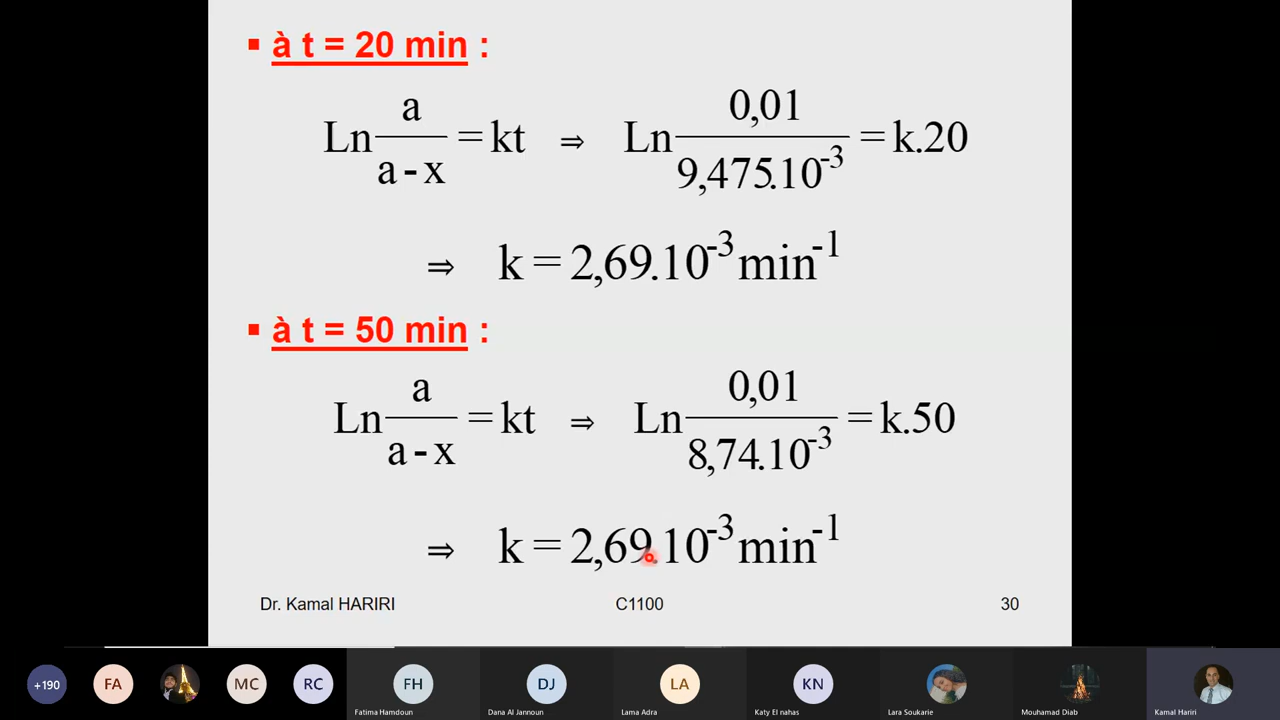 ▪ à t = 20 min :
Ln a/(a-x) = kt ⇒ Ln 0,01/(9,475.10⁻³) = k.20
⇒ k = 2,69.10⁻³ min⁻¹
▪ à t = 50 min :
Ln a/(a-x) = kt ⇒ Ln 0,01/(8,74.10⁻³) = k.50
⇒ k = 2,69.10⁻³ min⁻¹
Dr. Kamal HARIRI C1100 30
+190 FA MC RC FH DJ LA KN
Fatima Hamdoun Dana Al Jannoun Lama Adra Katy El nahas Lara Soukarie Mouhamad Diab Kamal Hariri